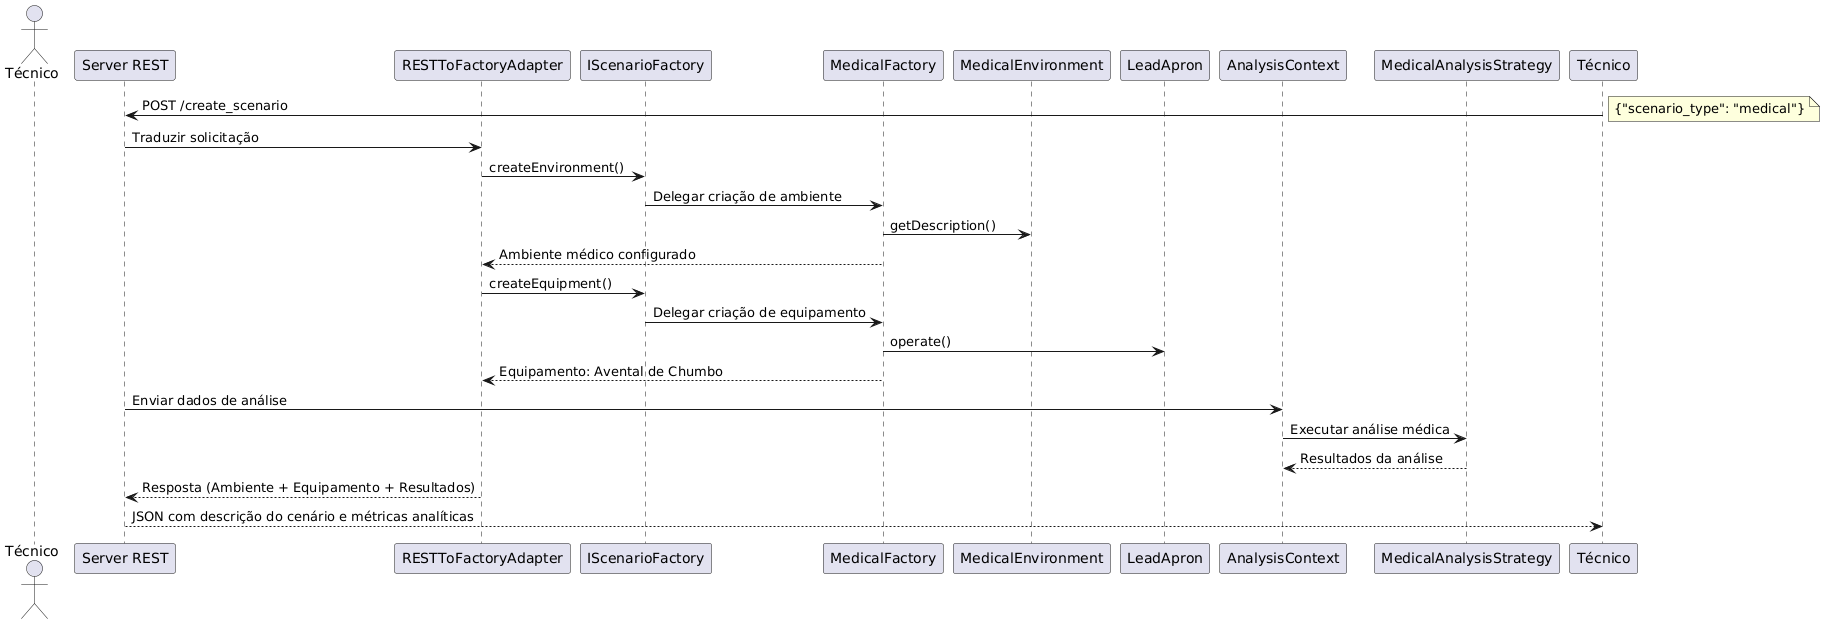 Técnico
Server REST
RESTToFactoryAdapter
IScenarioFactory
MedicalFactory
MedicalEnvironment
LeadApron
AnalysisContext
MedicalAnalysisStrategy
Técnico
POST /create_scenario
{"scenario_type": "medical"}
Traduzir solicitação
createEnvironment()
Delegar criação de ambiente
getDescription()
Ambiente médico configurado
createEquipment()
Delegar criação de equipamento
operate()
Equipamento: Avental de Chumbo
Enviar dados de análise
Executar análise médica
Resultados da análise
Resposta (Ambiente + Equipamento + Resultados)
JSON com descrição do cenário e métricas analíticas
Técnico
Server REST
RESTToFactoryAdapter
IScenarioFactory
MedicalFactory
MedicalEnvironment
LeadApron
AnalysisContext
MedicalAnalysisStrategy
Técnico